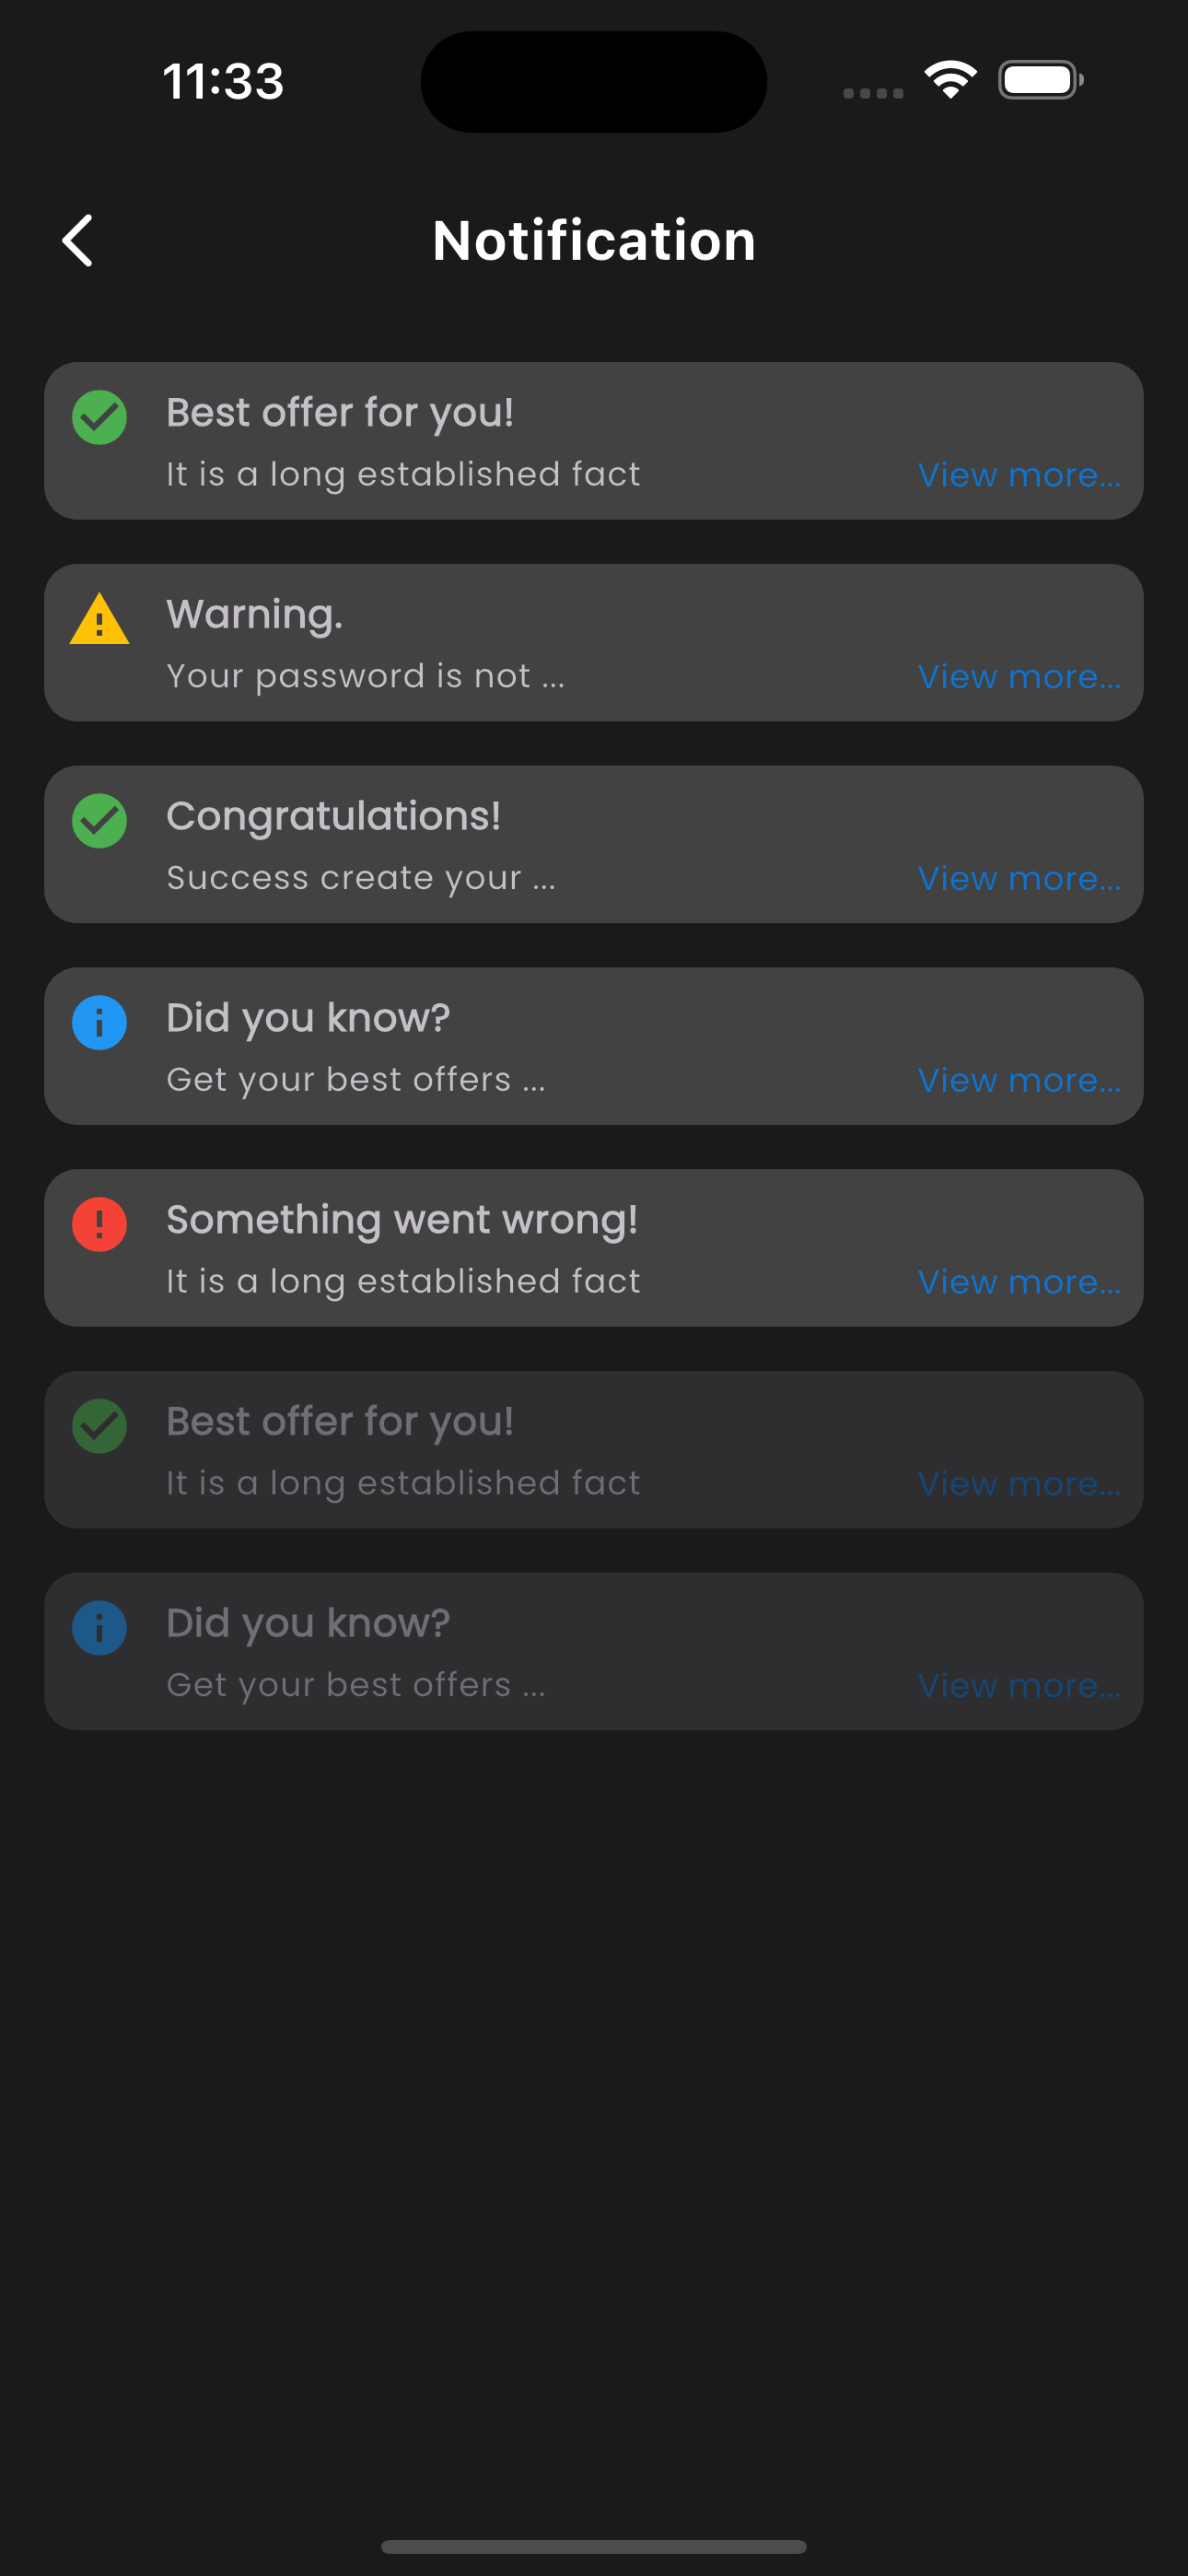 11:33
Notification
Best offer for you!
It is a long established fact
View more...
Warning.
Your password is not ...
View more...
Congratulations!
Success create your ...
View more...
Did you know?
Get your best offers ...
View more...
Something went wrong!
It is a long established fact
View more...
Best offer for you!
It is a long established fact
View more...
Did you know?
Get your best offers ...
View more...